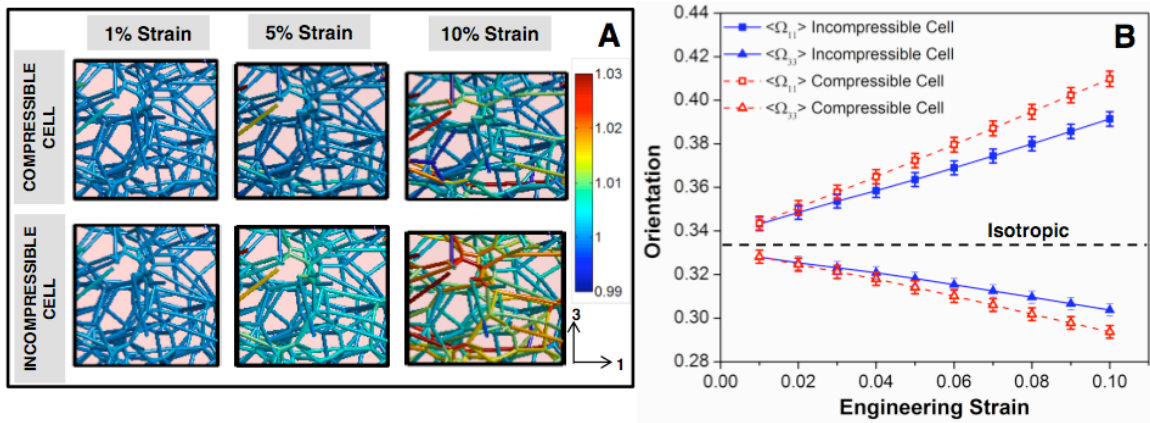 1% Strain
5% Strain
10% Strain
A
COMPRESSIBLE
CELL
INCOMPRESSIBLE
CELL
1.03
1.02
1.01
1
0.99
3
1
B
<Ω11> Incompressible Cell
<Ω33> Incompressible Cell
<Ω11> Compressible Cell
<Ω33> Compressible Cell
Isotropic
Orientation
0.44
0.42
0.40
0.38
0.36
0.34
0.32
0.30
0.28
0.00
0.02
0.04
0.06
0.08
0.10
Engineering Strain